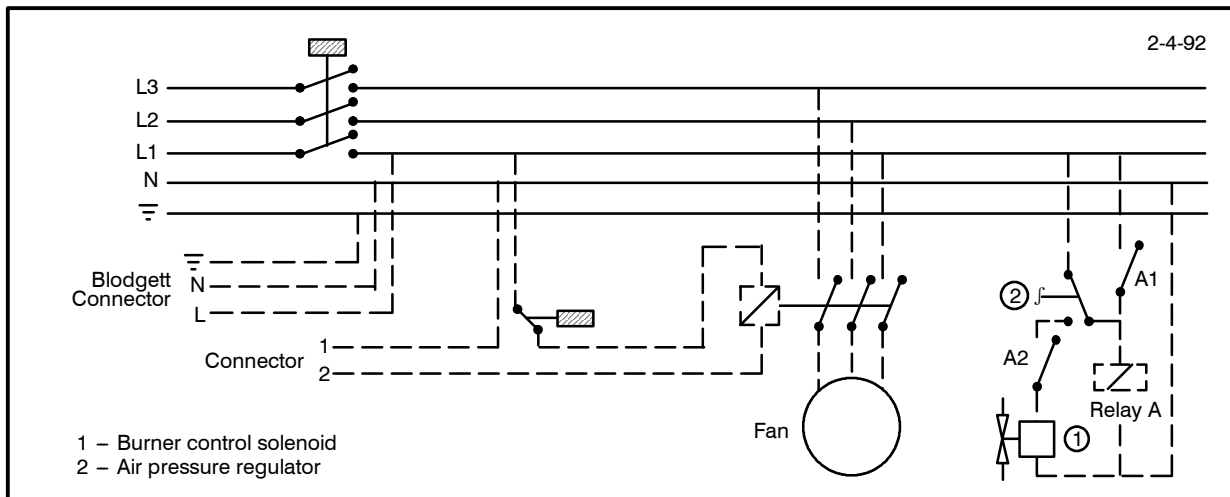 2-4-92
L3
L2
L1
N
Blodgett
Connector
N
L
Connector
1
2
2
A1
A2
Relay A
Fan
1
1 – Burner control solenoid
2 – Air pressure regulator